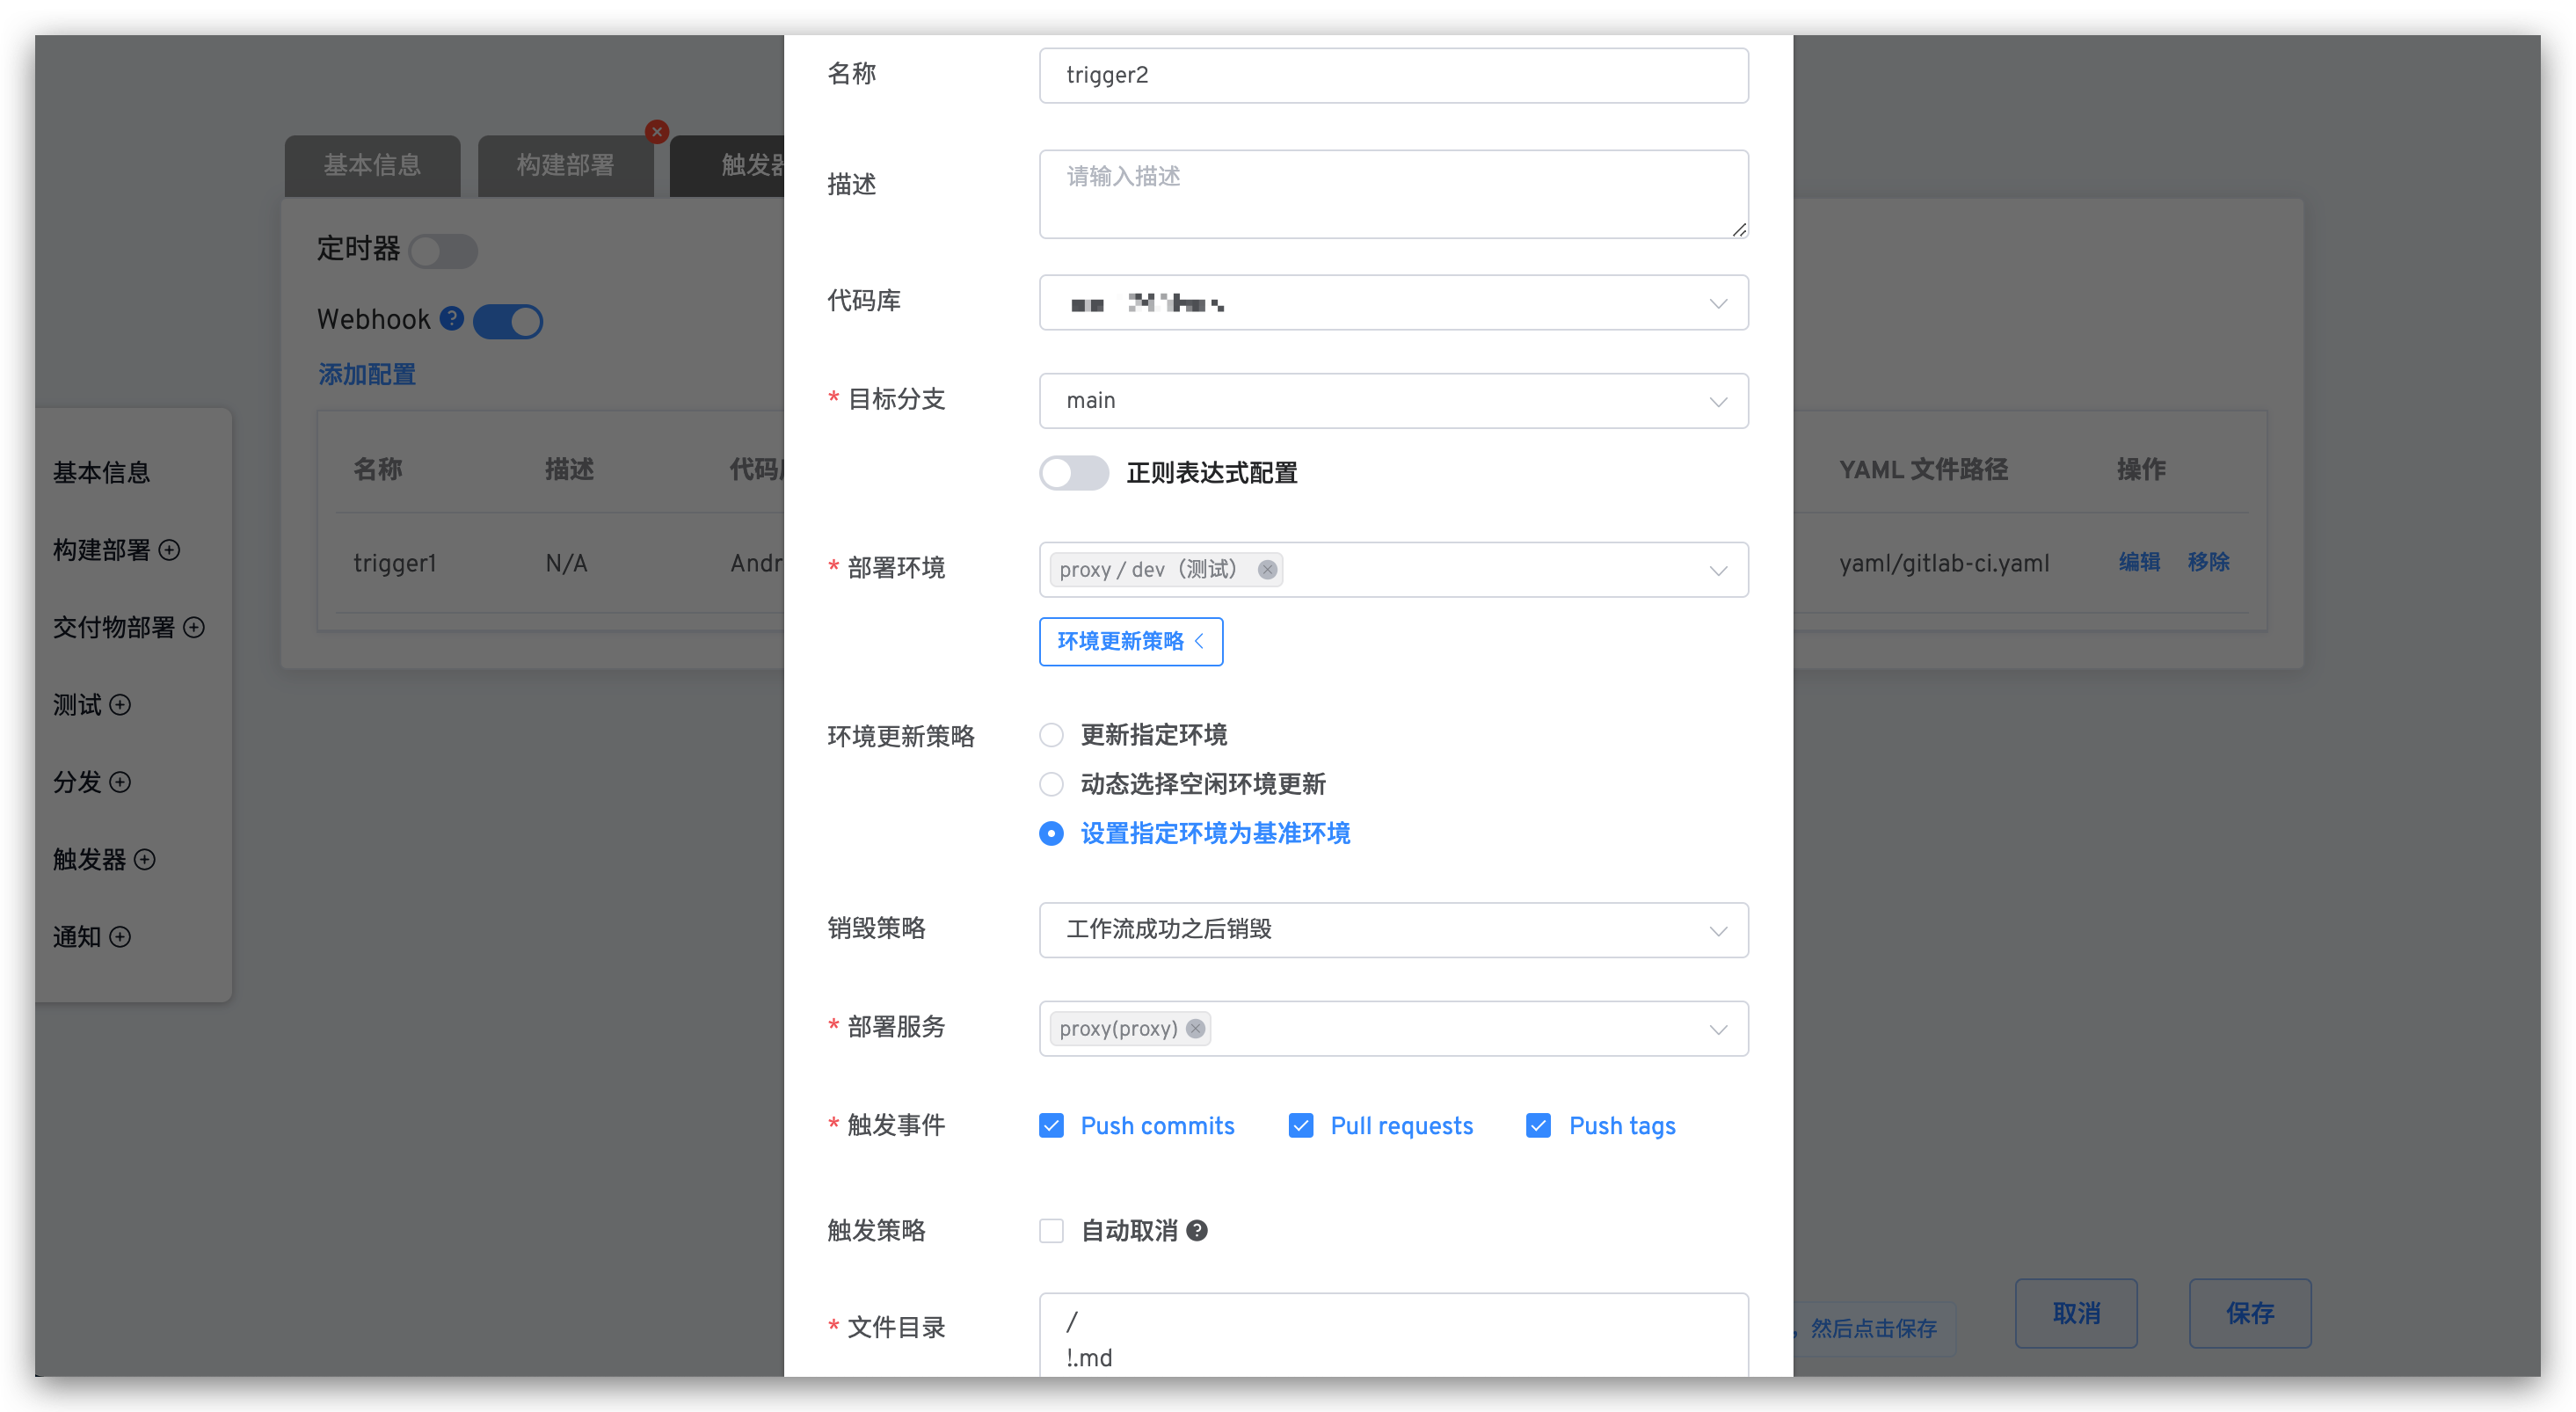 基本信息
构建部署
触发器
定时器
Webhook
添加配置
名称
描述
trigger1
N/A
YAML 文件路径
操作
yaml/gitlab-ci.yaml
编辑
移除
基本信息
构建部署
交付物部署
测试
分发
触发器
通知
名称
trigger2
描述
请输入描述
代码库
* 目标分支
main
正则表达式配置
* 部署环境
proxy / dev（测试）
环境更新策略
环境更新策略
更新指定环境
动态选择空闲环境更新
设置指定环境为基准环境
销毁策略
工作流成功之后销毁
* 部署服务
proxy(proxy)
* 触发事件
Push commits
Pull requests
Push tags
触发策略
自动取消
* 文件目录
/
!.md
，然后点击保存
取消
保存